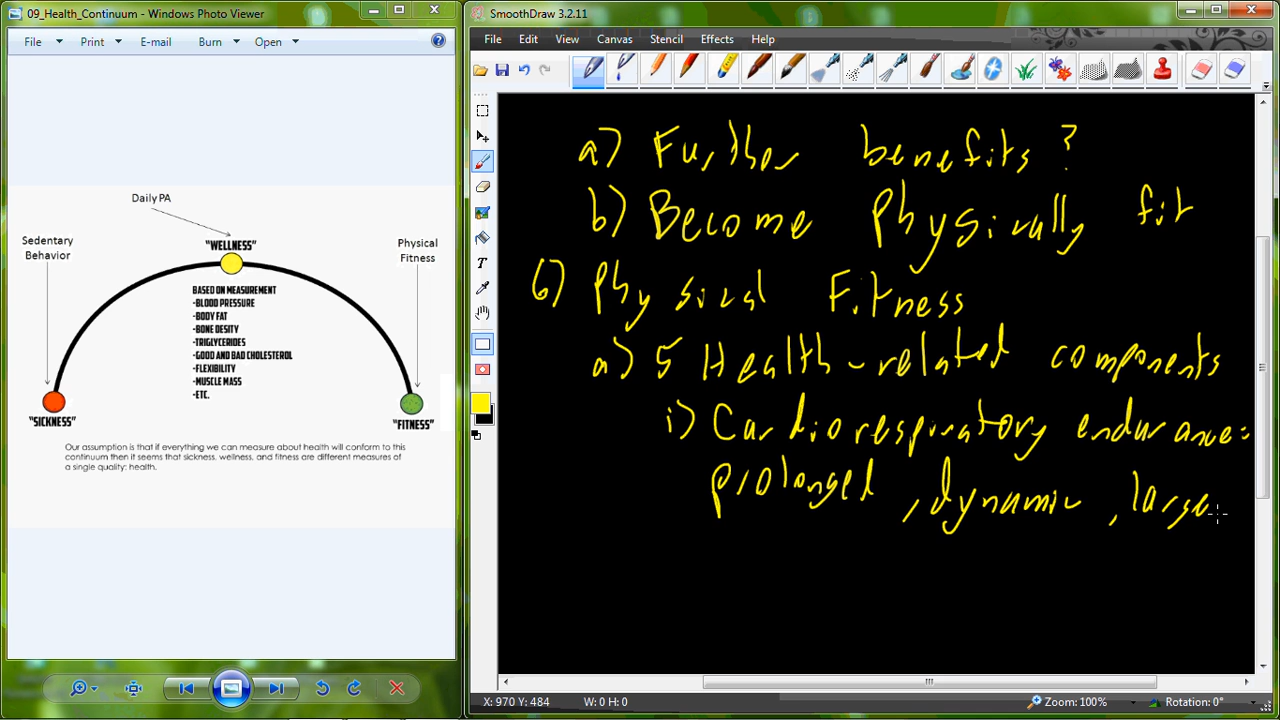 09_Health_Continuum - Windows Photo Viewer
File Print E-mail Burn Open
Daily PA
Sedentary
Behavior
Physical
Fitness
"WELLNESS"
BASED ON MEASUREMENT
-BLOOD PRESSURE
-BODY FAT
-BONE DESITY
-TRIGLYCERIDES
-GOOD AND BAD CHOLESTEROL
-FLEXIBILITY
-MUSCLE MASS
-ETC.
"SICKNESS"
"FITNESS"
Our assumption is that if everything we can measure about health will conform to this
continuum then it seems that sickness, wellness, and fitness are different measures of
a single quality: health.
SmoothDraw 3.2.11
File Edit View Canvas Stencil Effects Help
a) Further benefits?
b) Become Physically fit
6) Physical Fitness
a) 5 Health-related components
i) Cardiorespiratory endurance=
prolonged, dynamic, large
X: 970 Y: 484 W: 0 H: 0 Zoom: 100% Rotation: 0°